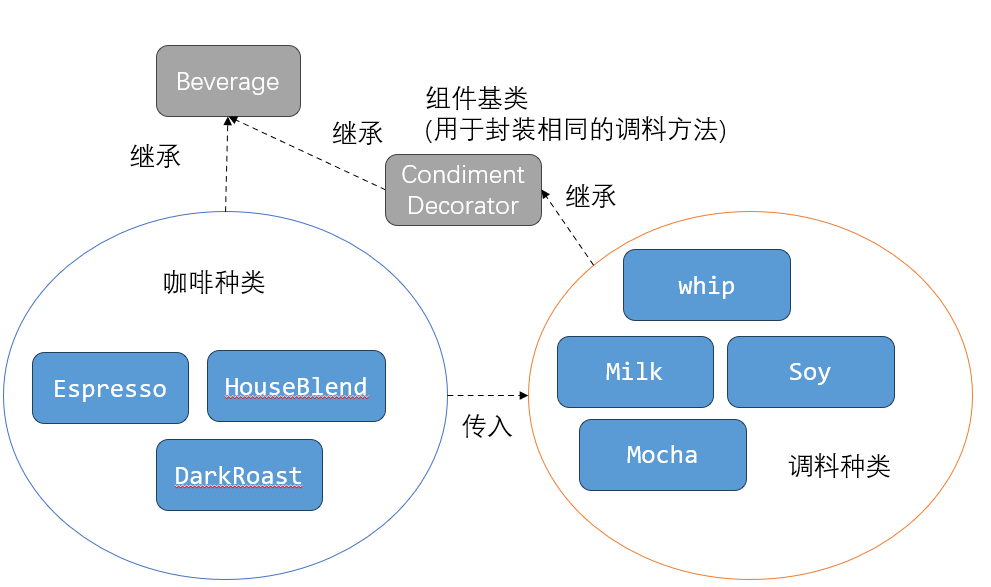 Beverage
组件基类
(用于封装相同的调料方法)
继承
继承
Condiment
Decorator
继承
咖啡种类
whip
Espresso
HouseBlend
Milk
Soy
传入
DarkRoast
Mocha
调料种类